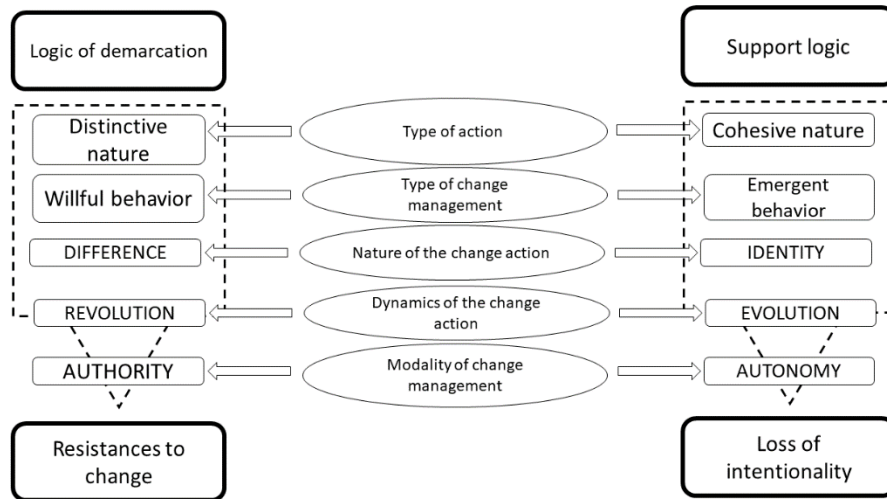 Logic of demarcation
Support logic
Distinctive
nature
Type of action
Cohesive nature
Willful behavior
Type of change
management
Emergent
behavior
DIFFERENCE
Nature of the change action
IDENTITY
REVOLUTION
Dynamics of the change
action
EVOLUTION
AUTHORITY
Modality of change
management
AUTONOMY
Resistances to
change
Loss of
intentionality